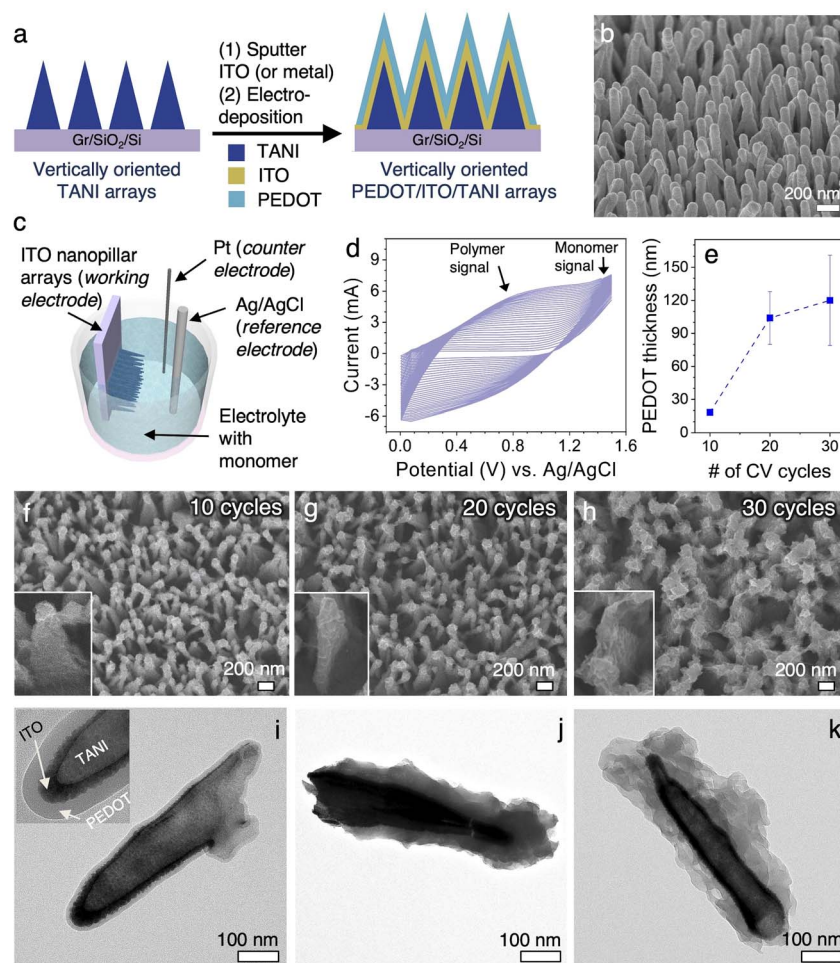 a
(1) Sputter
ITO (or metal)
(2) Electro-
deposition
Gr/SiO₂/Si
Vertically oriented
TANI arrays
TANI
ITO
PEDOT
Gr/SiO₂/Si
Vertically oriented
PEDOT/ITO/TANI arrays
b
200 nm
c
ITO nanopillar
arrays (working
electrode)
Pt (counter
electrode)
Ag/AgCl
(reference
electrode)
Electrolyte
with
monomer
d
Polymer
signal
Monomer
signal
Current (mA)
9
6
3
0
-3
-6
0.0
0.4
0.8
1.2
1.6
Potential (V) vs. Ag/AgCl
e
PEDOT thickness (nm)
150
120
90
60
30
0
10
20
30
# of CV cycles
f
10 cycles
200 nm
g
20 cycles
200 nm
h
30 cycles
200 nm
i
ITO
TANI
PEDOT
100 nm
j
100 nm
k
100 nm